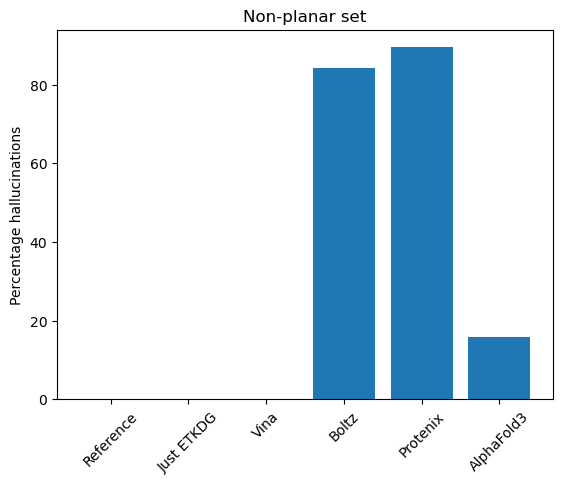 Non-planar set
Percentage hallucinations
80
60
40
20
0
Reference
Just ETKDG
Vina
Boltz
Protenix
AlphaFold3